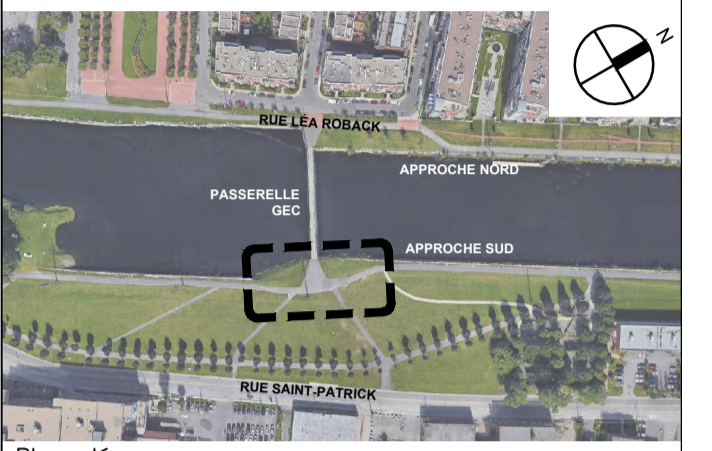 N
RUE LÉA ROBACK
APPROCHE NORD
PASSERELLE
GEC
APPROCHE SUD
RUE SAINT-PATRICK